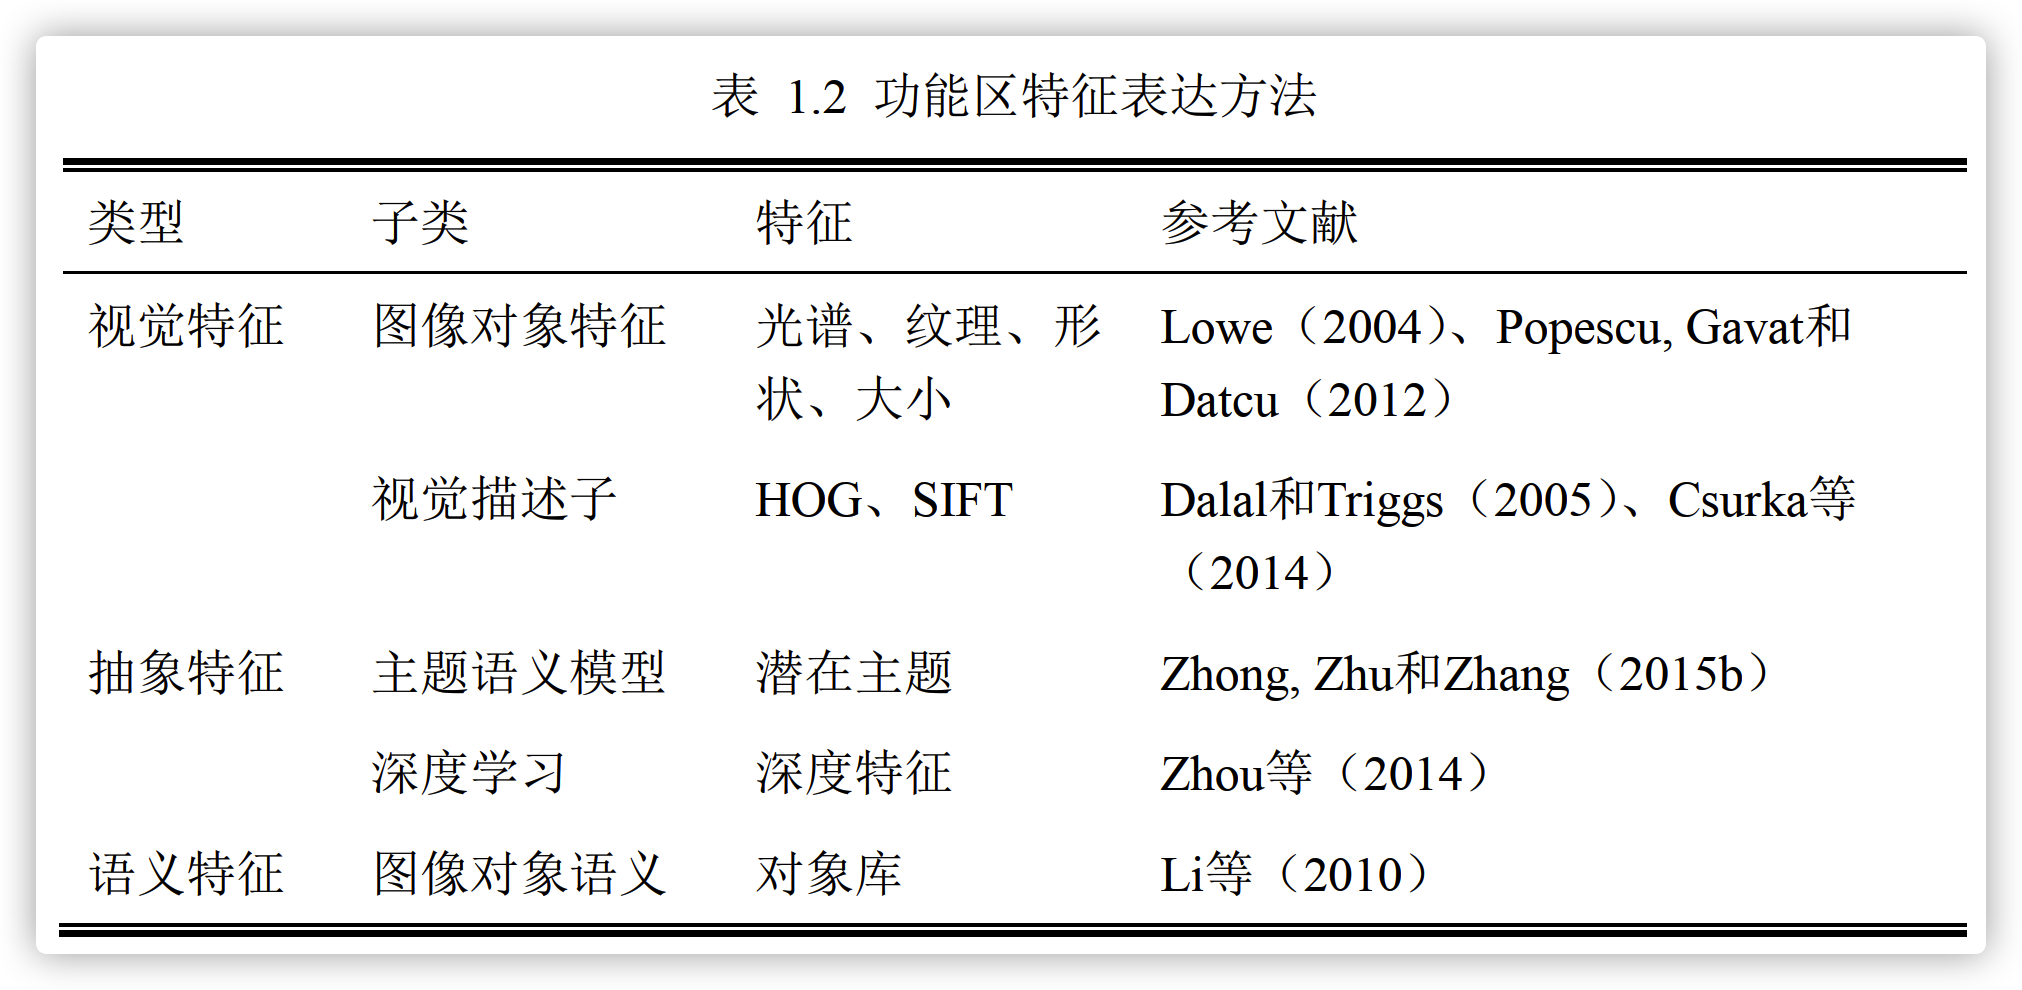 表 1.2 功能区特征表达方法
类型 子类 特征 参考文献
视觉特征 图像对象特征 光谱、纹理、形 Lowe（2004）、Popescu, Gavat和
状、大小 Datcu（2012）
视觉描述子 HOG、SIFT Dalal和Triggs（2005）、Csurka等
（2014）
抽象特征 主题语义模型 潜在主题 Zhong, Zhu和Zhang（2015b）
深度学习 深度特征 Zhou等（2014）
语义特征 图像对象语义 对象库 Li等（2010）